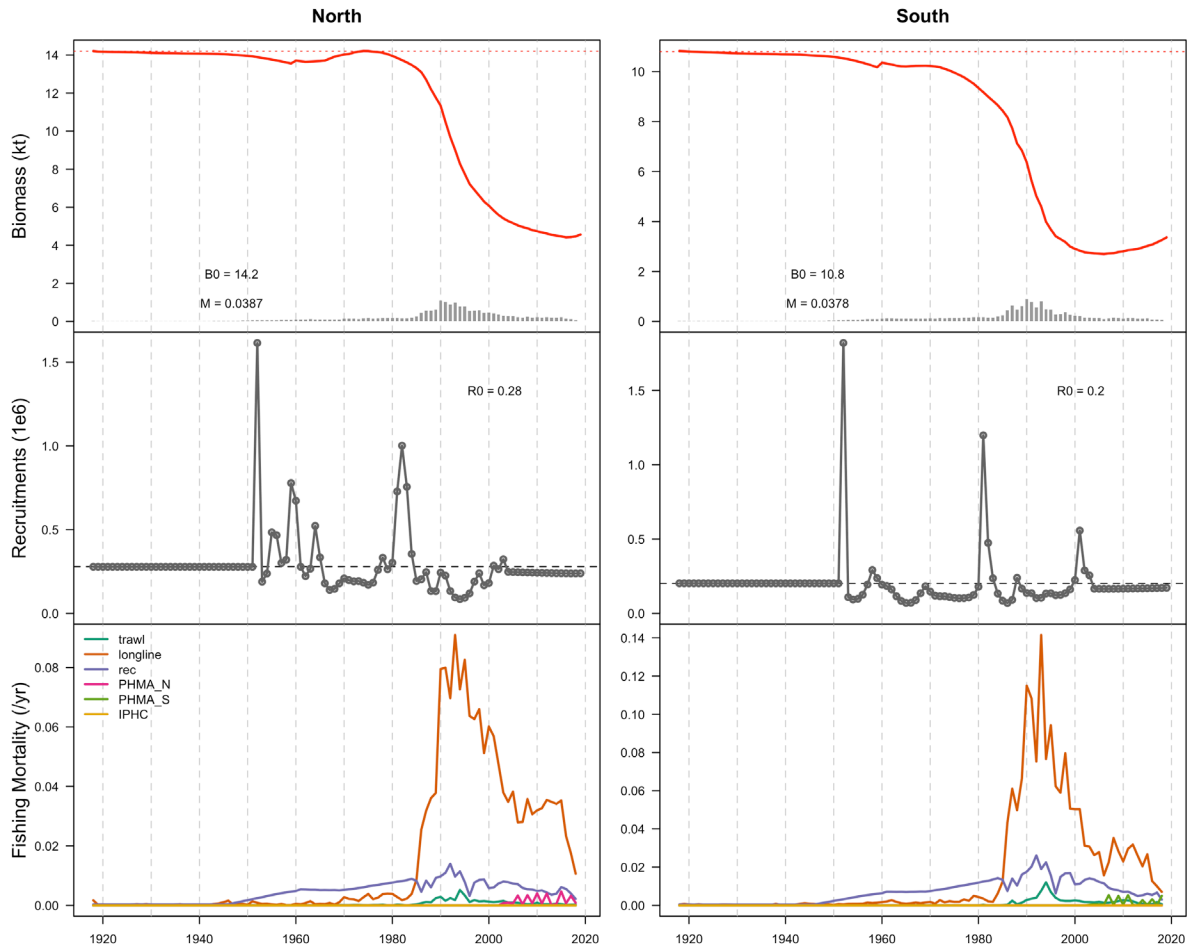 North
South
Biomass (kt)
14
12
10
8
6
4
2
0
B0 = 14.2
M = 0.0387
10
8
6
4
2
0
B0 = 10.8
M = 0.0378
Recruitments (1e6)
1.5
1.0
0.5
0.0
R0 = 0.28
1.5
1.0
0.5
0.0
R0 = 0.2
Fishing Mortality (/yr)
0.08
0.06
0.04
0.02
0.00
trawl
longline
rec
PHMA_N
PHMA_S
IPHC
0.14
0.12
0.10
0.08
0.06
0.04
0.02
0.00
1920 1940 1960 1980 2000 2020
1920 1940 1960 1980 2000 2020